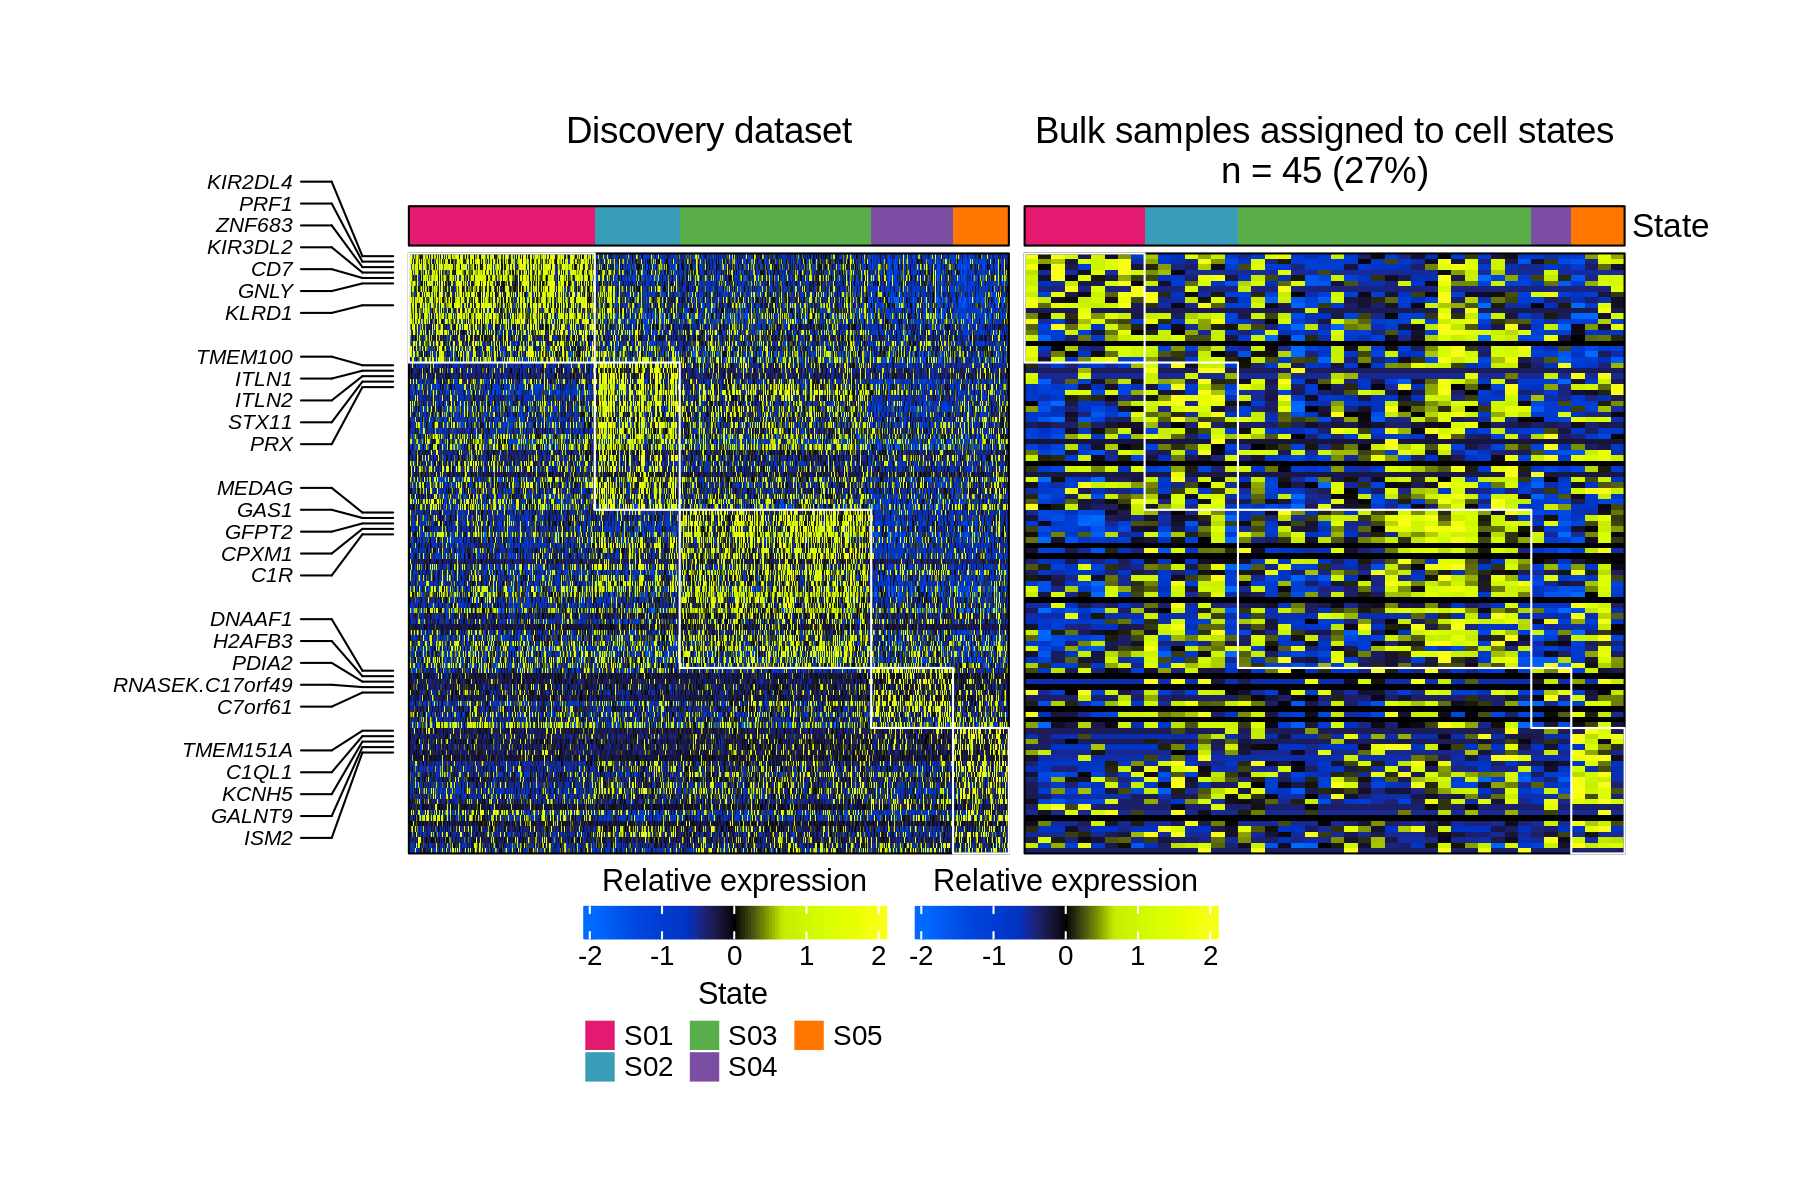 Discovery dataset
Bulk samples assigned to cell states
n = 45 (27%)
State
KIR2DL4
PRF1
ZNF683
KIR3DL2
CD7
GNLY
KLRD1
TMEM100
ITLN1
ITLN2
STX11
PRX
MEDAG
GAS1
GFPT2
CPXM1
C1R
DNAAF1
H2AFB3
PDIA2
RNASEK.C17orf49
C7orf61
TMEM151A
C1QL1
KCNH5
GALNT9
ISM2
Relative expression
-2 -1 0 1 2
Relative expression
-2 -1 0 1 2
State
S01 S03 S05
S02 S04